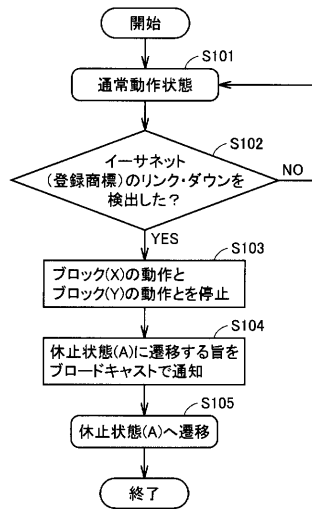 開始
S101
通常動作状態
S102
イーサネット
(登録商標)のリンク・ダウンを
検出した?
NO
YES
S103
ブロック(X)の動作と
ブロック(Y)の動作とを停止
S104
休止状態(A)に遷移する旨を
ブロードキャストで通知
S105
休止状態(A)へ遷移
終了